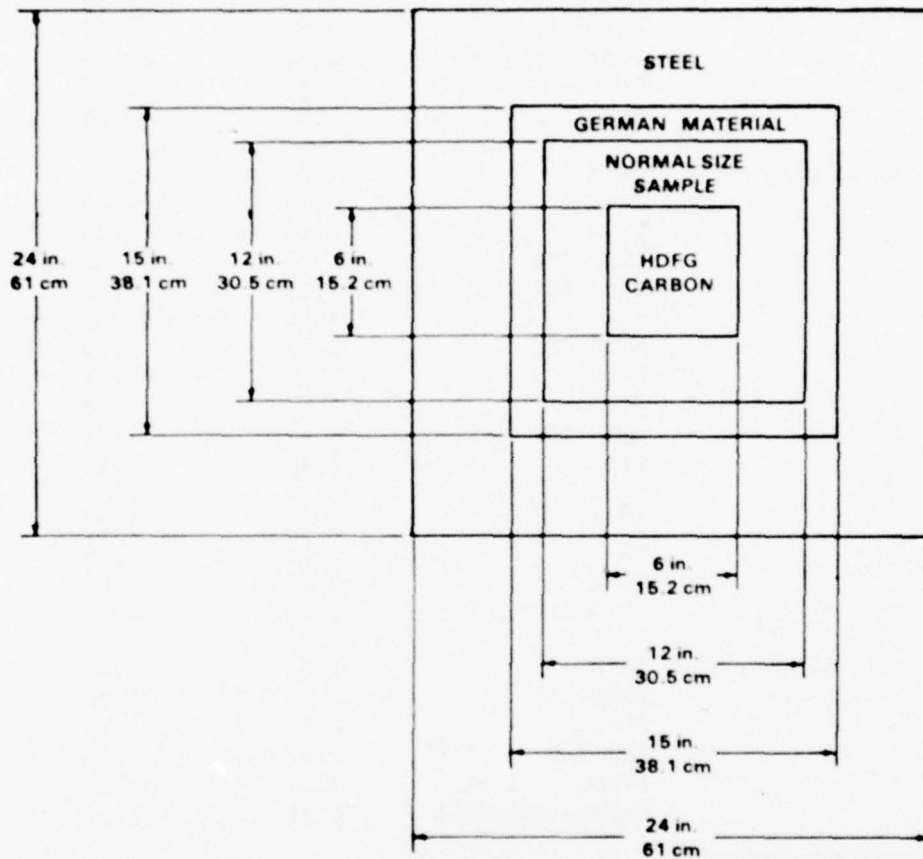 STEEL
GERMAN MATERIAL
NORMAL SIZE
SAMPLE
HDFG
CARBON
24 in.
61 cm
15 in.
38.1 cm
12 in.
30.5 cm
6 in.
15.2 cm
6 in.
15.2 cm
12 in.
30.5 cm
15 in.
38.1 cm
24 in.
61 cm